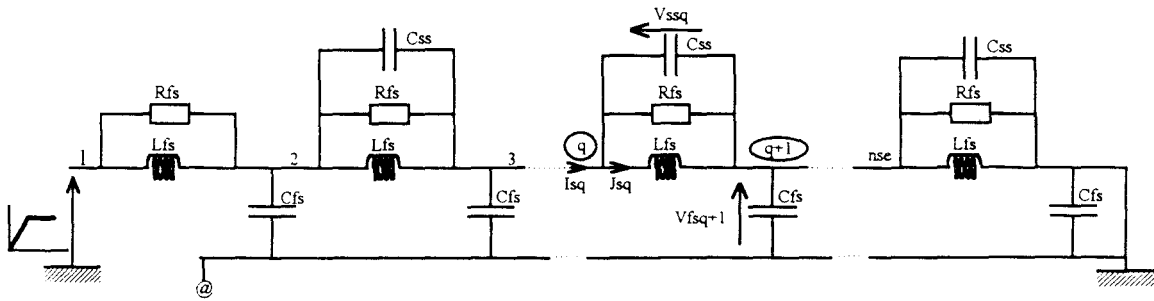 Vssq
Css
Css
Css
Rfs
Rfs
Rfs
Rfs
Lfs
Lfs
Lfs
Lfs
1
2
3
q
q+1
nse
Isq
Jsq
Cfs
Cfs
Vfsq+1
Cfs
Cfs
@